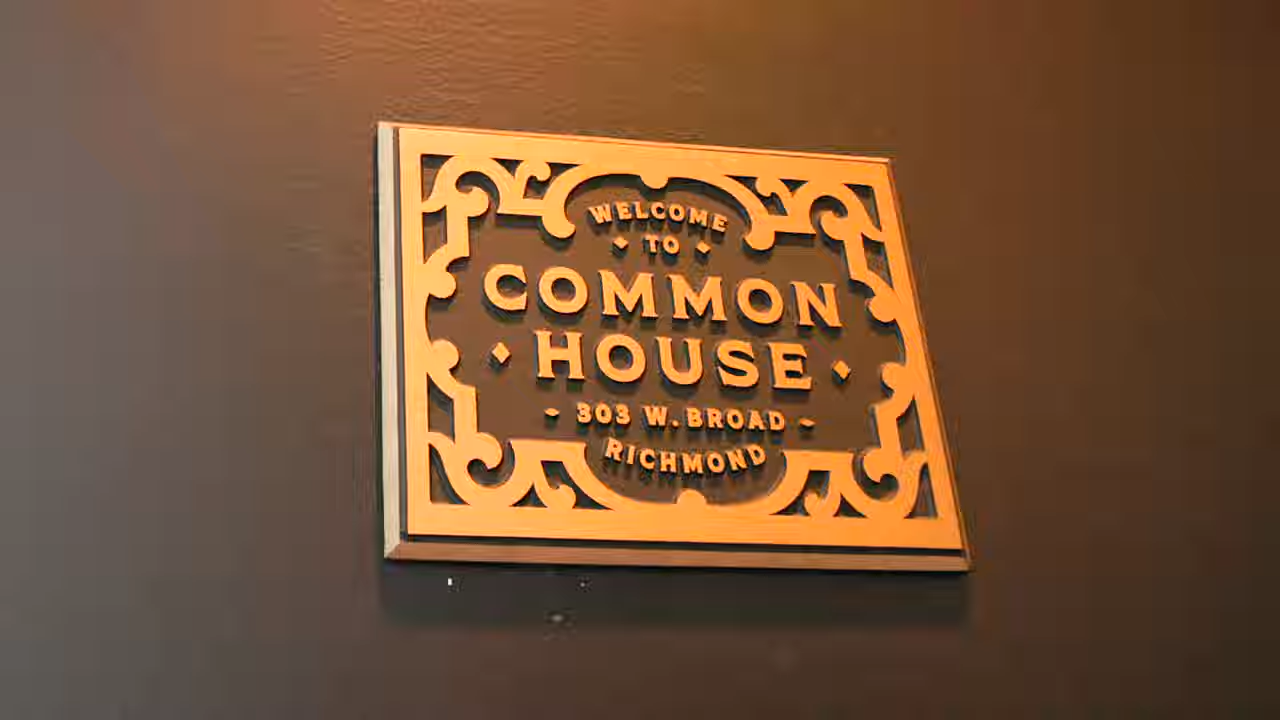 WELCOME
TO
COMMON
HOUSE
303 W. BROAD
RICHMOND